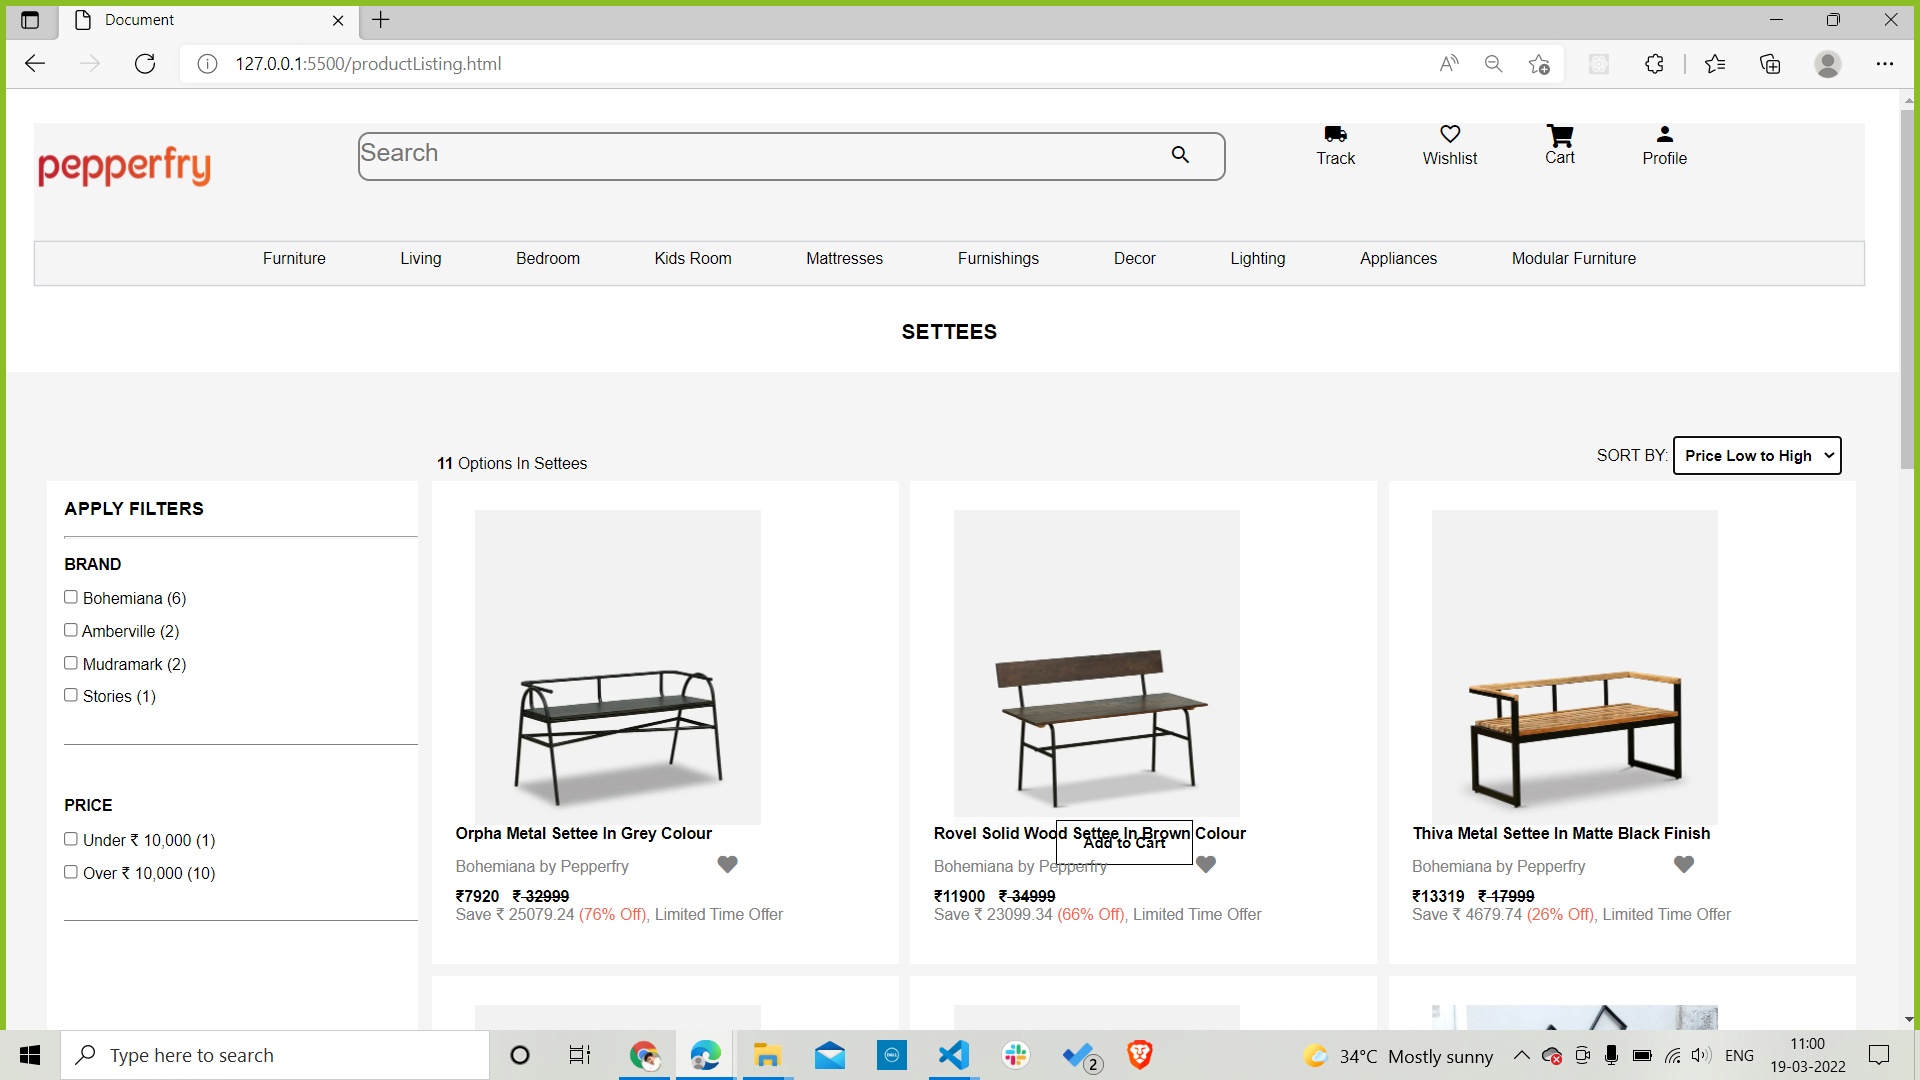 Document
127.0.0.1:5500/productListing.html
pepperfry
Search
Track
Wishlist
Cart
Profile
Furniture
Living
Bedroom
Kids Room
Mattresses
Furnishings
Decor
Lighting
Appliances
Modular Furniture
SETTEES
11 Options In Settees
SORT BY: Price Low to High
APPLY FILTERS
BRAND
Bohemiana (6)
Amberville (2)
Mudramark (2)
Stories (1)
PRICE
Under ₹ 10,000 (1)
Over ₹ 10,000 (10)
Orpha Metal Settee In Grey Colour
Bohemiana by Pepperfry
₹7920 ₹ 32999
Save ₹ 25079.24 (76% Off), Limited Time Offer
Rovel Solid Wood Settee In Brown Colour
Add to Cart
Bohemiana by Pepperfry
₹11900 ₹ 34999
Save ₹ 23099.34 (66% Off), Limited Time Offer
Thiva Metal Settee In Matte Black Finish
Bohemiana by Pepperfry
₹13319 ₹ 17999
Save ₹ 4679.74 (26% Off), Limited Time Offer
Type here to search
DELL
2
34°C Mostly sunny
ENG
11:00
19-03-2022